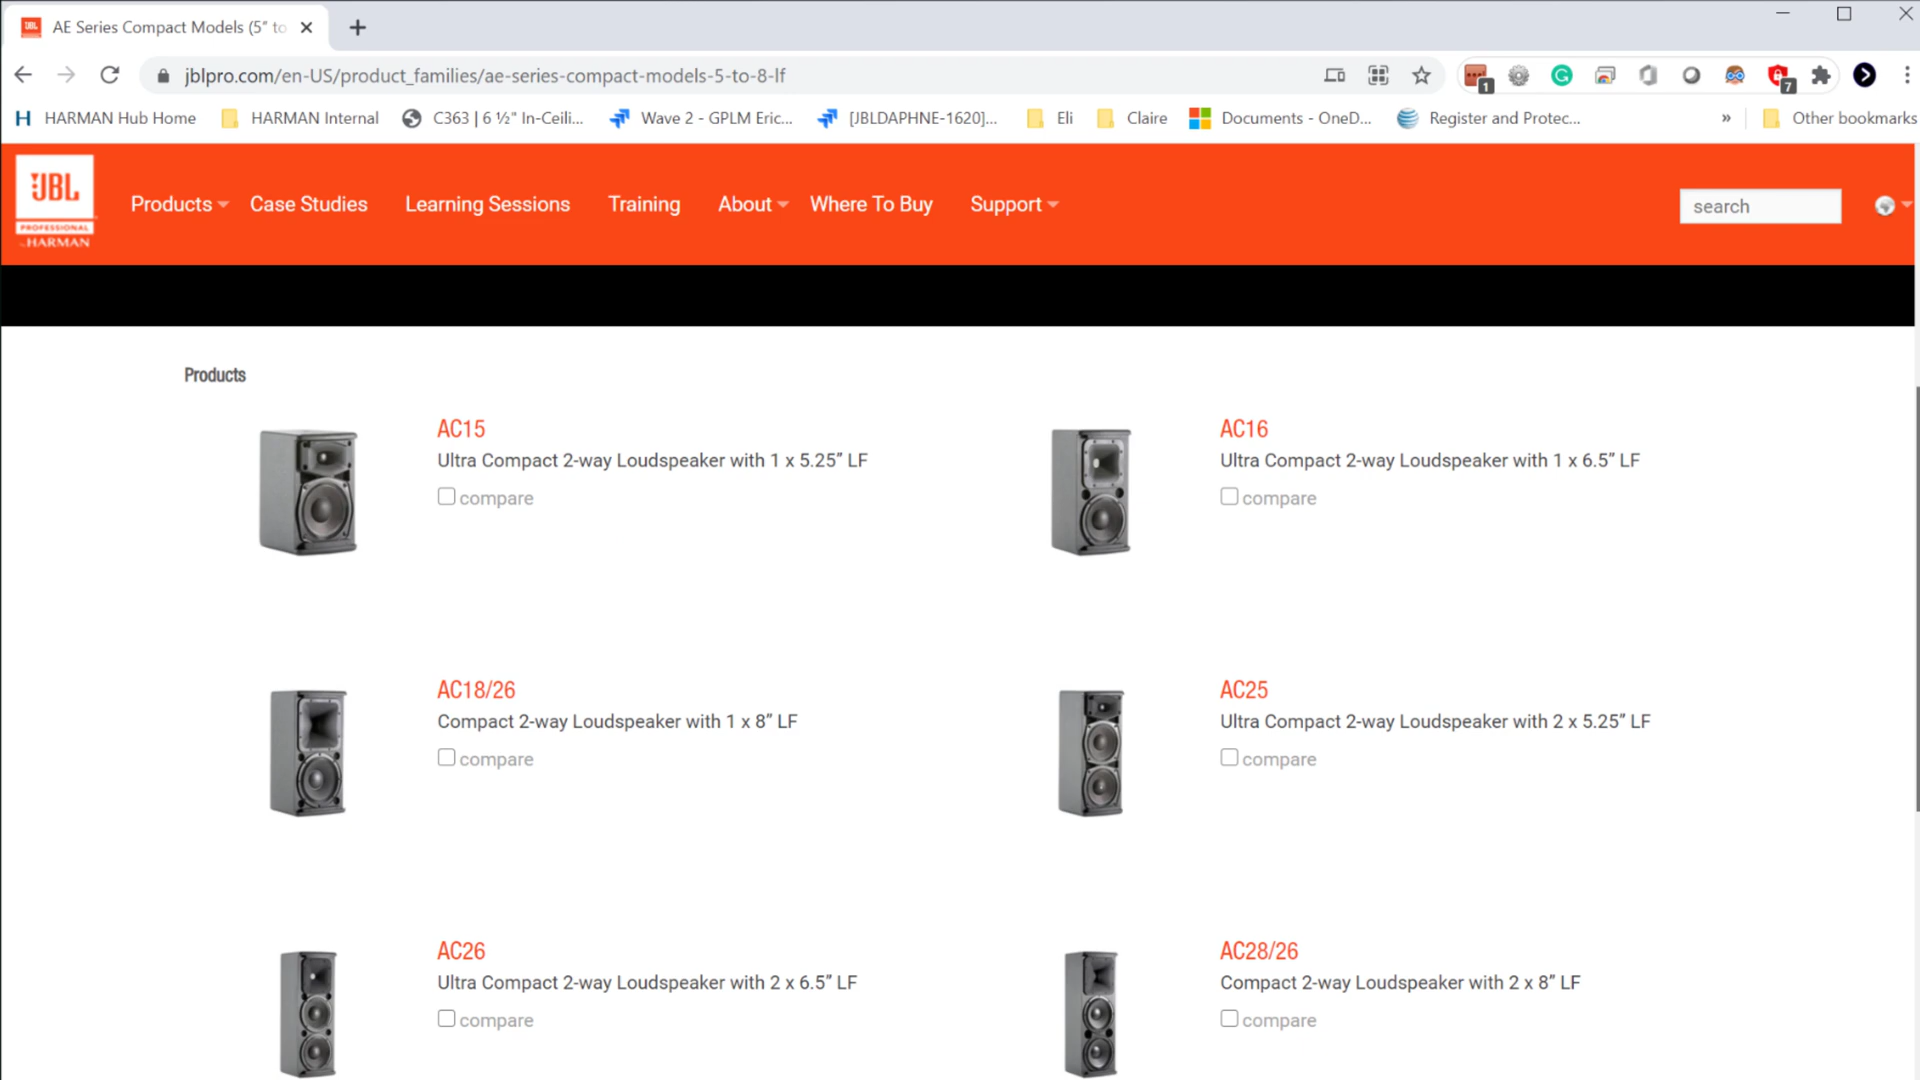 AE Series Compact Models (5" to
jblpro.com/en-US/product_families/ae-series-compact-models-5-to-8-lf
1
7
HARMAN Hub Home
HARMAN Internal
C363 | 6 ½" In-Ceili...
Wave 2 - GPLM Eric...
[JBLDAPHNE-1620]...
Eli
Claire
Documents - OneD...
Register and Protec...
»
Other bookmarks
JBL
PROFESSIONAL
by HARMAN
Products
Case Studies
Learning Sessions
Training
About
Where To Buy
Support
search
Products
AC15
Ultra Compact 2-way Loudspeaker with 1 x 5.25” LF
compare
AC16
Ultra Compact 2-way Loudspeaker with 1 x 6.5” LF
compare
AC18/26
Compact 2-way Loudspeaker with 1 x 8” LF
compare
AC25
Ultra Compact 2-way Loudspeaker with 2 x 5.25” LF
compare
AC26
Ultra Compact 2-way Loudspeaker with 2 x 6.5” LF
compare
AC28/26
Compact 2-way Loudspeaker with 2 x 8” LF
compare